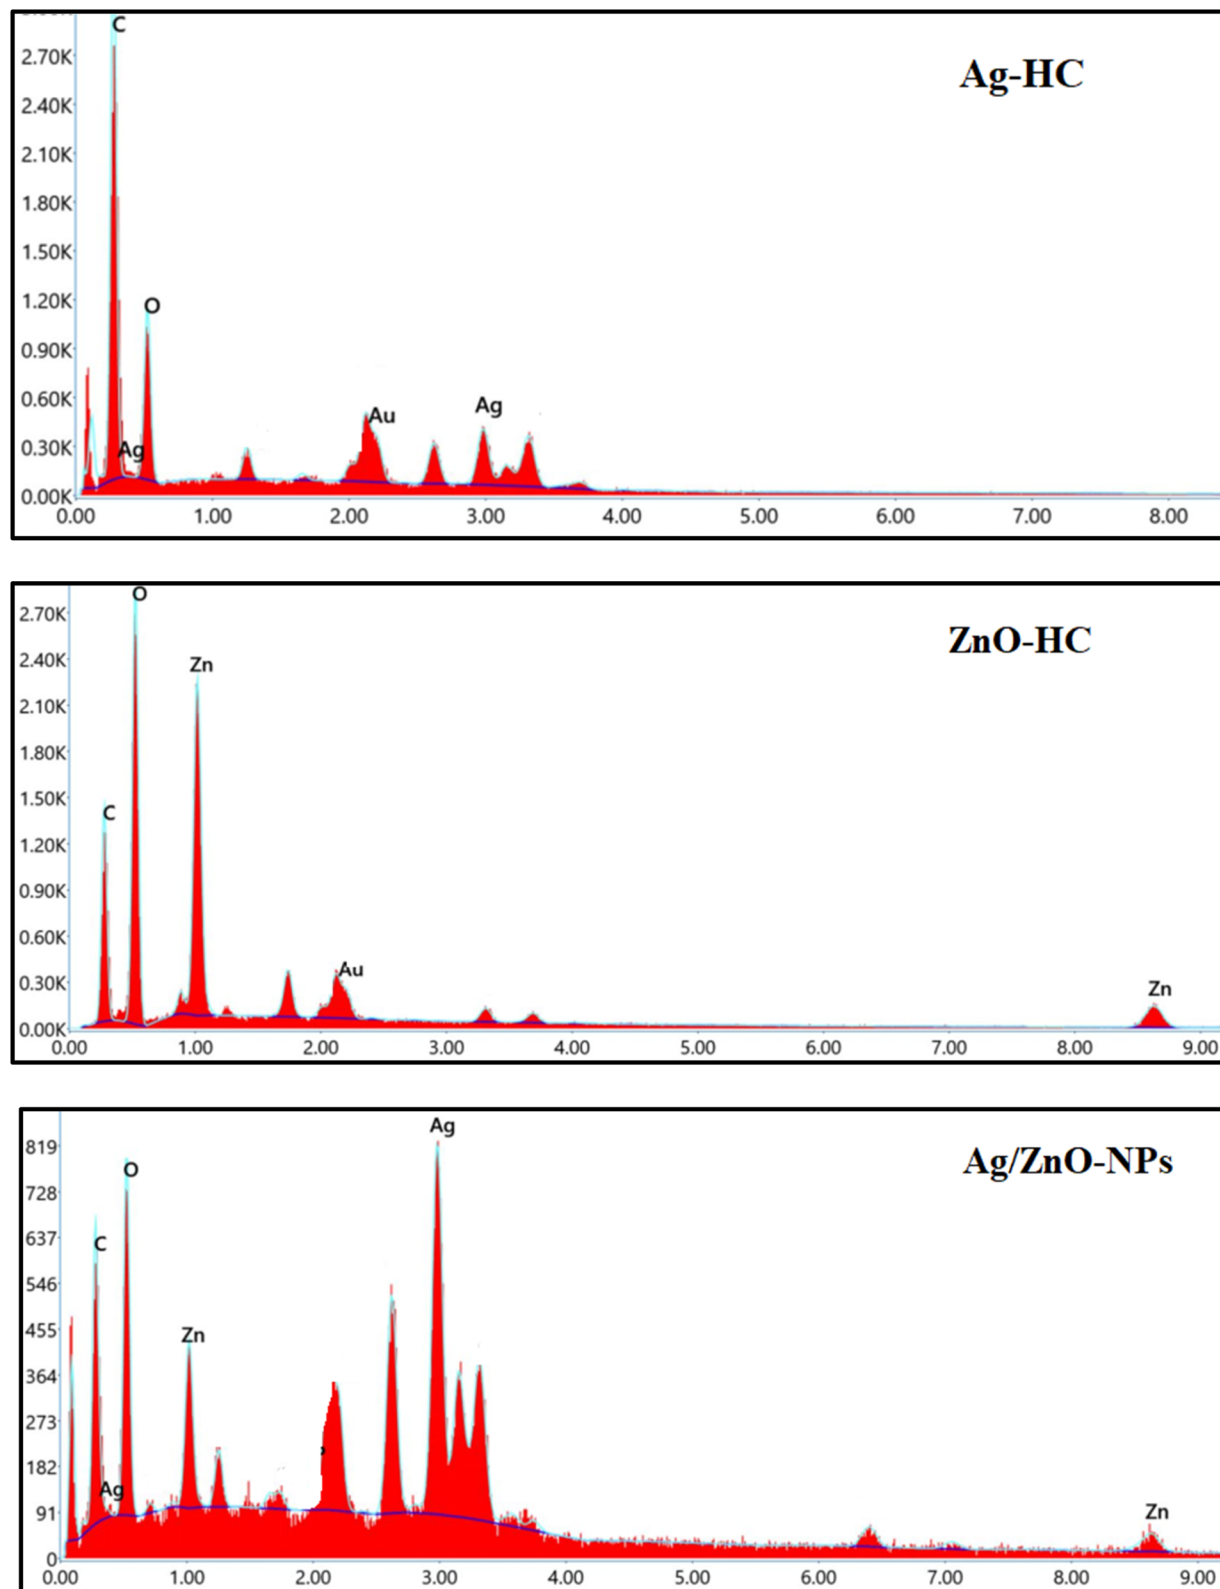 C
2.70K
Ag-HC
2.40K
2.10K
1.80K
1.50K
1.20K
O
0.90K
0.60K
Au
Ag
0.30K
Ag
0.00K
0.00 1.00 2.00 3.00 4.00 5.00 6.00 7.00 8.00
O
2.70K
ZnO-HC
2.40K
Zn
2.10K
1.80K
1.50K
C
1.20K
0.90K
0.60K
0.30K
Au
Zn
0.00K
0.00 1.00 2.00 3.00 4.00 5.00 6.00 7.00 8.00 9.00
Ag
819
Ag/ZnO-NPs
O
728
637
C
546
455
Zn
364
273
182
Ag
91
Zn
0
0.00 1.00 2.00 3.00 4.00 5.00 6.00 7.00 8.00 9.00